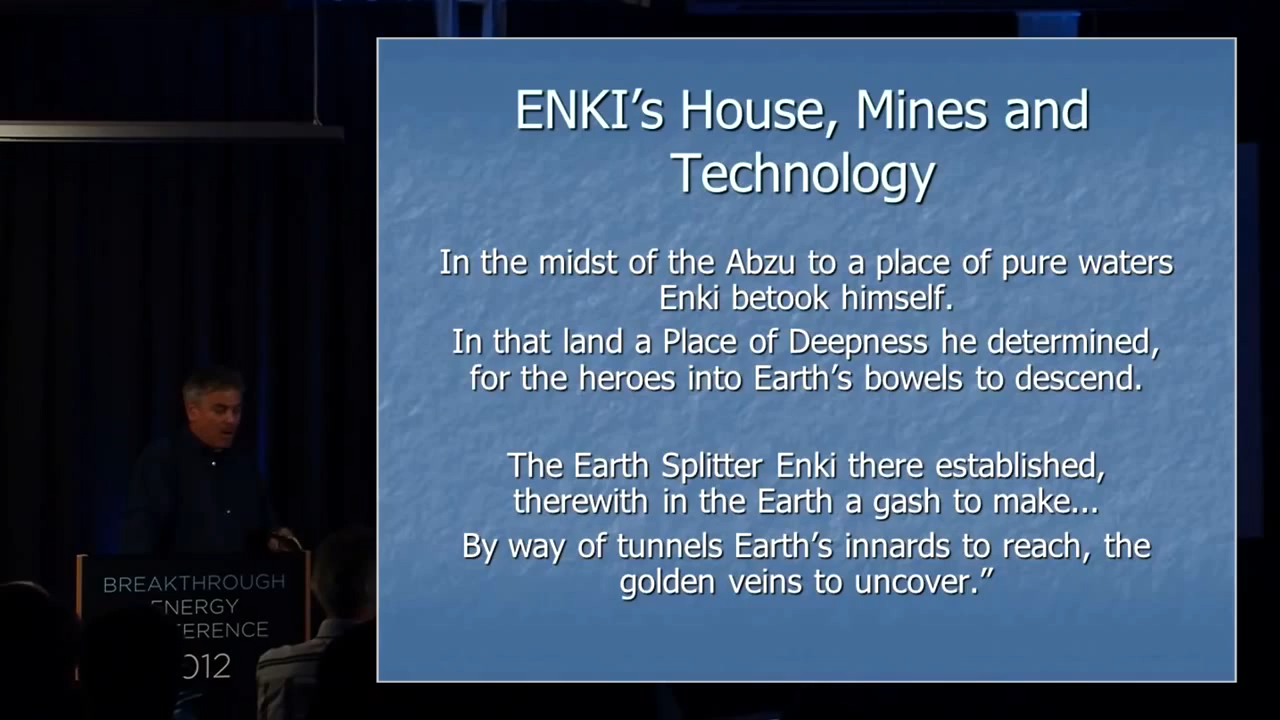 ENKI’s House, Mines and
Technology
In the midst of the Abzu to a place of pure waters
Enki betook himself.
In that land a Place of Deepness he determined,
for the heroes into Earth’s bowels to descend.
The Earth Splitter Enki there established,
therewith in the Earth a gash to make...
By way of tunnels Earth’s innards to reach, the
golden veins to uncover.”
BREAKTHROUGH
ENERGY
2012